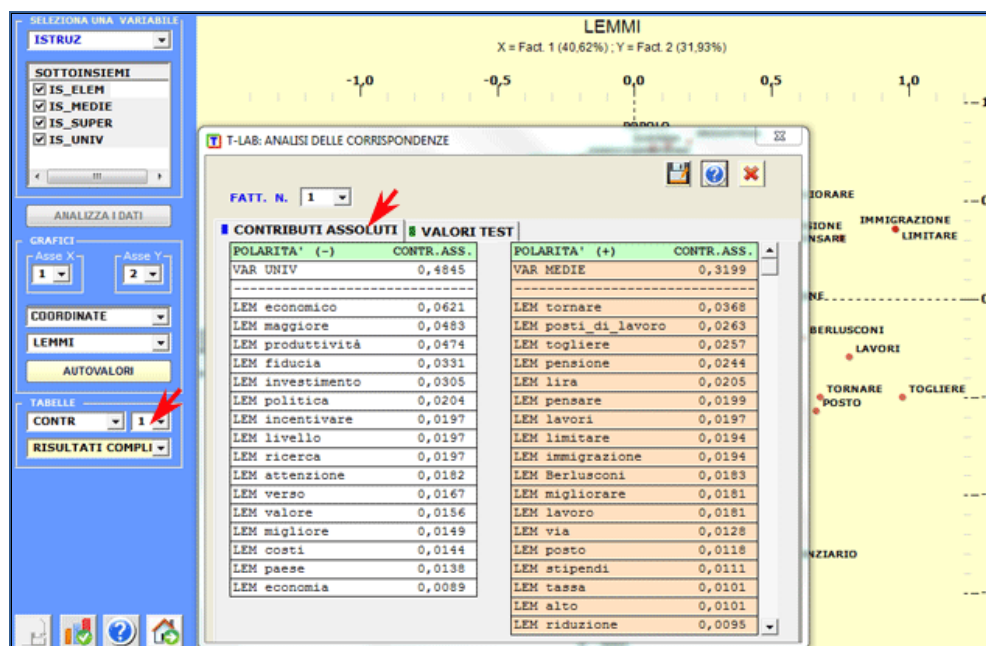 SELEZIONA UNA VARIABILE
ISTRUZ
SOTTOINSIEMI
IS_ELEM
IS_MEDIE
IS_SUPER
IS_UNIV
ANALIZZA I DATI
GRAFICI
Asse X
Asse Y
1
2
COORDINATE
LEMMI
AUTOVALORI
TABELLE
CONTR
1
RISULTATI COMPLI
LEMMI
X = Fact. 1 (40,62%) ; Y = Fact. 2 (31,93%)
-1,0 -0,5 0,0 0,5 1,0
T-LAB: ANALISI DELLE CORRISPONDENZE
FATT. N. 1
CONTRIBUTI ASSOLUTI
VALORI TEST
POLARITA' (-) CONTR.ASS.
VAR UNIV 0,4845
------------------------------
LEM economico 0,0621
LEM maggiore 0,0483
LEM produttività 0,0474
LEM fiducia 0,0331
LEM investimento 0,0305
LEM politica 0,0204
LEM incentivare 0,0197
LEM livello 0,0197
LEM ricerca 0,0197
LEM attenzione 0,0182
LEM verso 0,0167
LEM valore 0,0156
LEM migliore 0,0149
LEM costi 0,0144
LEM paese 0,0138
LEM economia 0,0089
POLARITA' (+) CONTR.ASS.
VAR MEDIE 0,3199
------------------------------
LEM tornare 0,0368
LEM posti_di_lavoro 0,0263
LEM togliere 0,0257
LEM pensione 0,0244
LEM lira 0,0205
LEM pensare 0,0199
LEM lavori 0,0197
LEM limitare 0,0194
LEM immigrazione 0,0194
LEM Berlusconi 0,0183
LEM migliorare 0,0181
LEM lavoro 0,0181
LEM via 0,0128
LEM posto 0,0118
LEM stipendi 0,0111
LEM tassa 0,0101
LEM alto 0,0101
LEM riduzione 0,0095
IORARE
IMMIGRAZIONE
SIONE
NSARE
LIMITARE
NE
BERLUSCONI
LAVORI
TORNARE
TOGLIERE
POSTO
NZIARIO